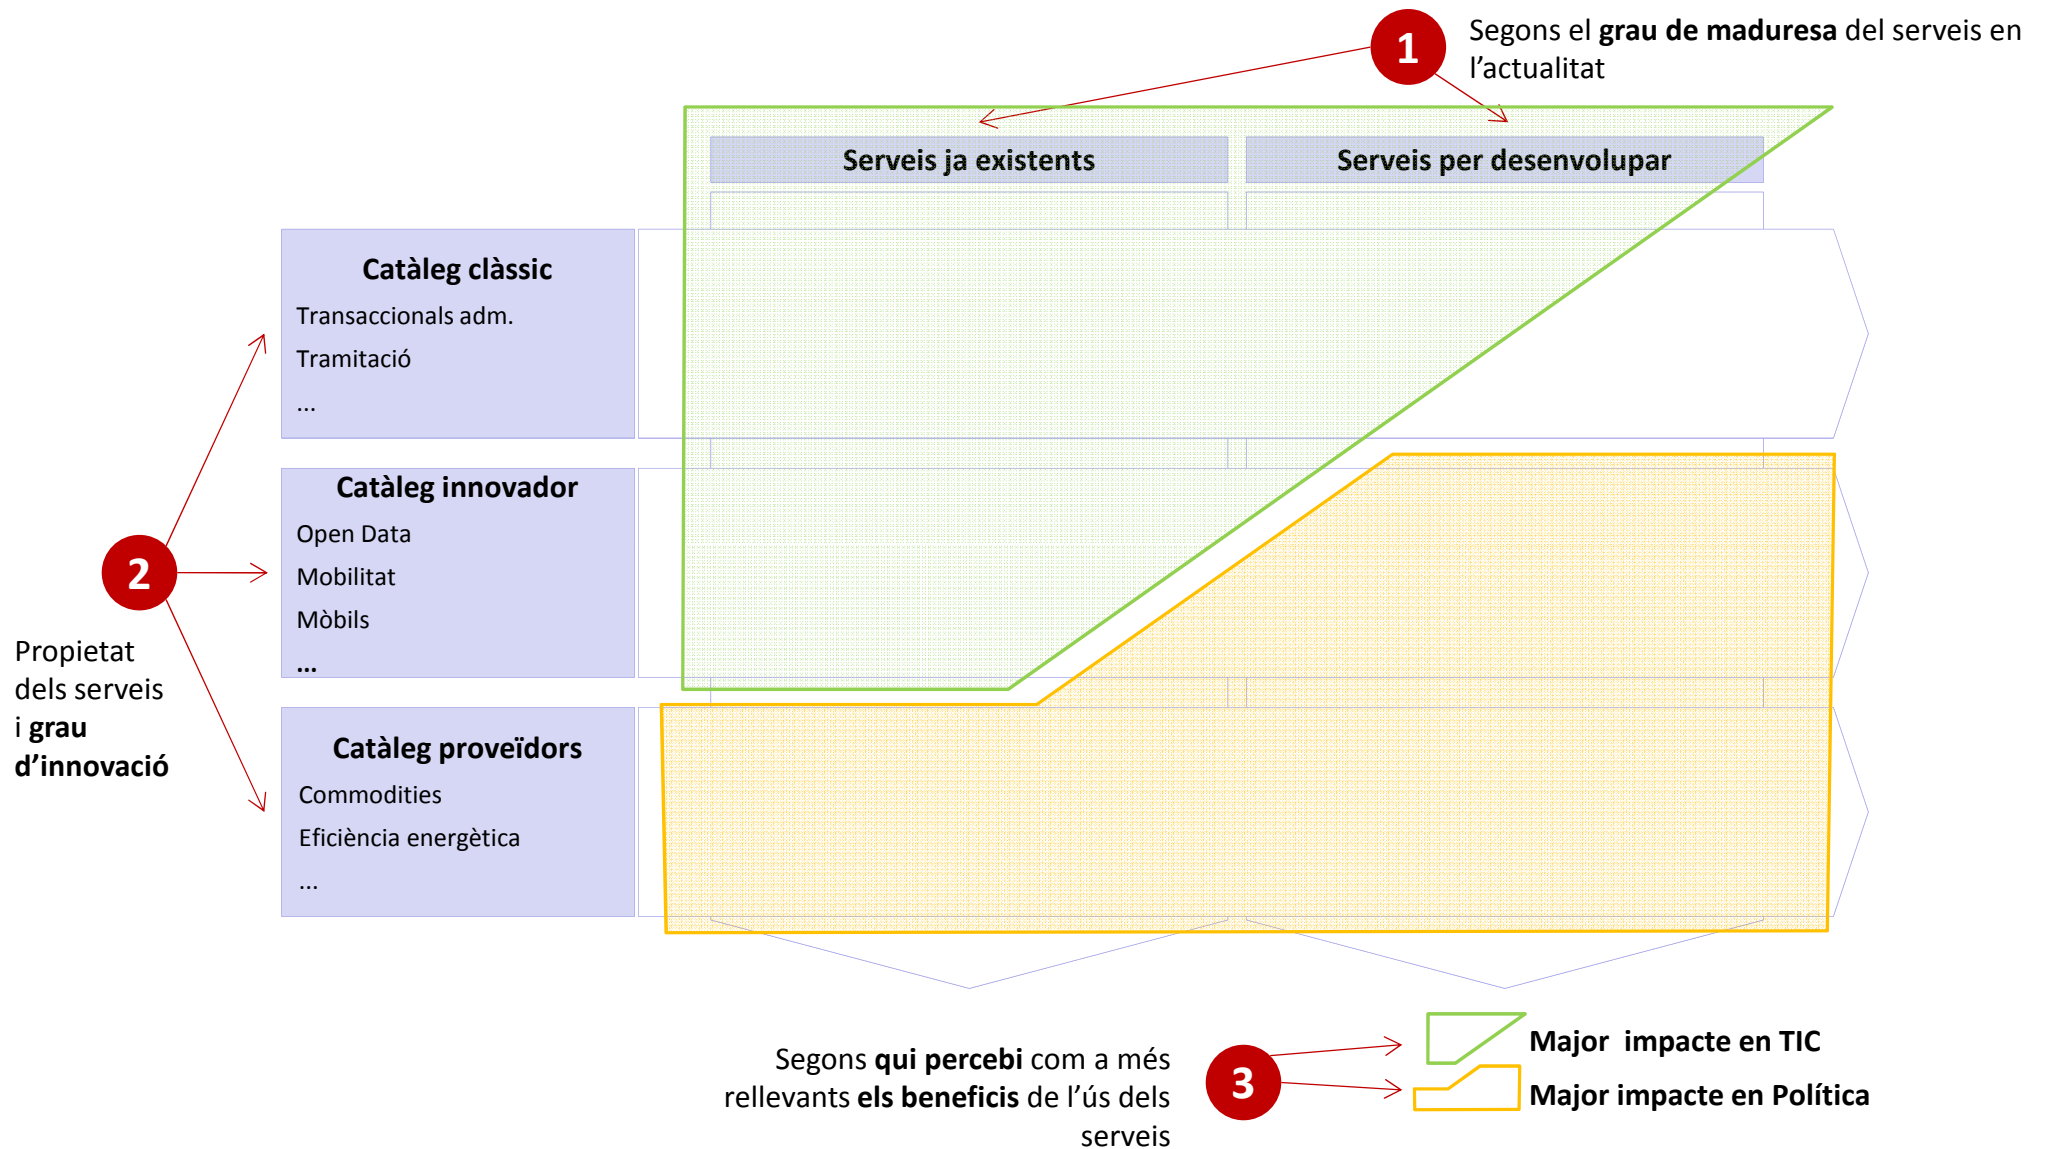 1
Segons el grau de maduresa del serveis en
l’actualitat
Serveis ja existents
Serveis per desenvolupar
Catàleg clàssic
Transaccionals adm.
Tramitació
...
Catàleg innovador
Open Data
Mobilitat
Mòbils
...
2
Propietat
dels serveis
i grau
d’innovació
Catàleg proveïdors
Commodities
Eficiència energètica
...
Segons qui percebi com a més
rellevants els beneficis de l’ús dels
serveis
3
Major  impacte en TIC
Major impacte en Política